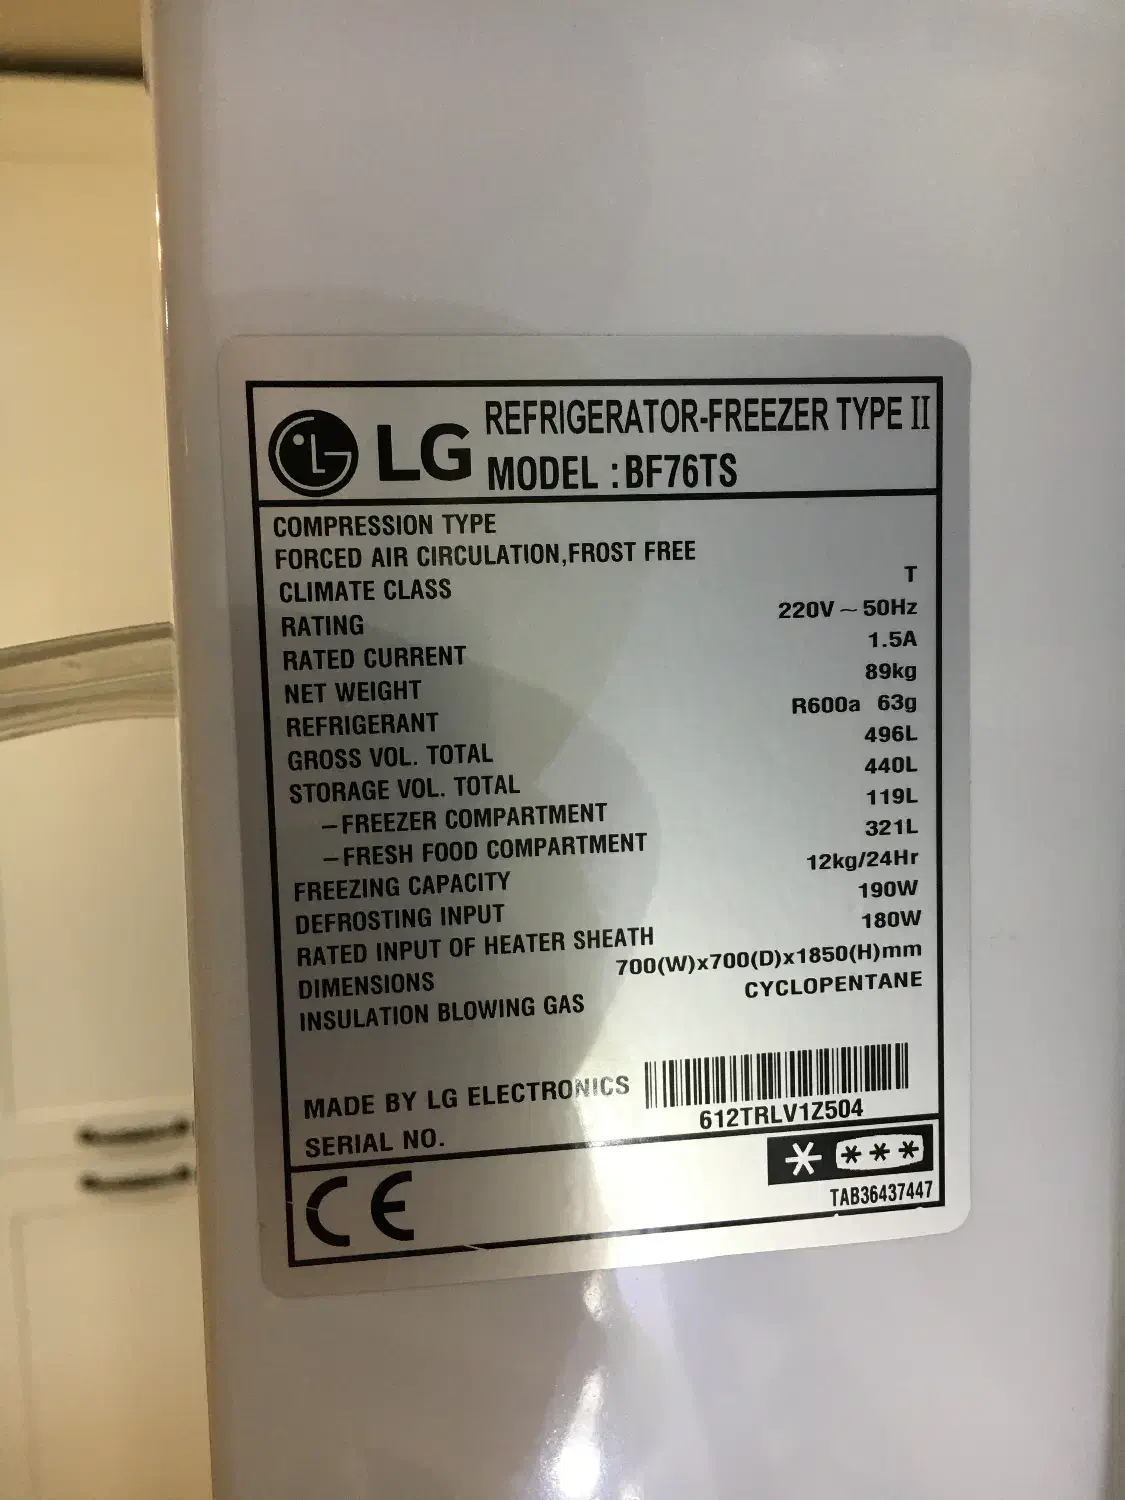 LG
REFRIGERATOR-FREEZER TYPE II
MODEL :BF76TS
COMPRESSION TYPE
FORCED AIR CIRCULATION,FROST FREE
CLIMATE CLASS T
RATING 220V ~ 50Hz
RATED CURRENT 1.5A
NET WEIGHT 89kg
REFRIGERANT R600a 63g
GROSS VOL. TOTAL 496L
STORAGE VOL. TOTAL 440L
–FREEZER COMPARTMENT 119L
–FRESH FOOD COMPARTMENT 321L
FREEZING CAPACITY 12kg/24Hr
DEFROSTING INPUT 190W
RATED INPUT OF HEATER SHEATH 180W
DIMENSIONS 700(W)x700(D)x1850(H)mm
INSULATION BLOWING GAS CYCLOPENTANE
MADE BY LG ELECTRONICS
SERIAL NO. 612TRLV1Z504
CE
TAB36437447